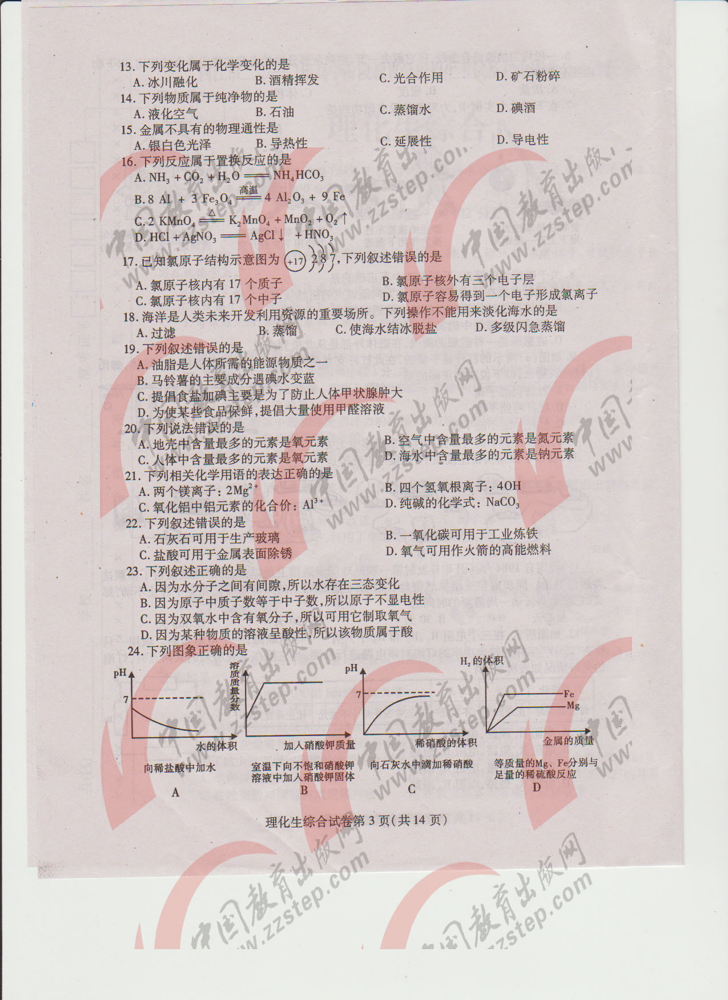 13. 下列变化属于化学变化的是
A. 冰川融化 B. 酒精挥发 C. 光合作用 D. 矿石粉碎
14. 下列物质属于纯净物的是
A. 液化空气 B. 石油 C. 蒸馏水 D. 碘酒
15. 金属不具有的物理通性是
A. 银白色光泽 B. 导热性 C. 延展性 D. 导电性
16. 下列反应属于置换反应的是
A. NH₃ + CO₂ + H₂O ══ NH₄HCO₃
高温
B. 8 Al + 3 Fe₃O₄ ══ 4 Al₂O₃ + 9 Fe
△
C. 2 KMnO₄ ══ K₂MnO₄ + MnO₂ + O₂↑
D. HCl + AgNO₃ ══ AgCl↓ + HNO₃
17. 已知氯原子结构示意图为 +17 2 8 7, 下列叙述错误的是
A. 氯原子核内有 17 个质子 B. 氯原子核外有三个电子层
C. 氯原子核内有 17 个中子 D. 氯原子容易得到一个电子形成氯离子
18. 海洋是人类未来开发利用资源的重要场所。下列操作不能用来淡化海水的是
A. 过滤 B. 蒸馏 C. 使海水结冰脱盐 D. 多级闪急蒸馏
19. 下列叙述错误的是
A. 油脂是人体所需的能源物质之一
B. 马铃薯的主要成分遇碘水变蓝
C. 提倡食盐加碘主要是为了防止人体甲状腺肿大
D. 为使某些食品保鲜,提倡大量使用甲醛溶液
20. 下列说法错误的是
A. 地壳中含量最多的元素是氧元素 B. 空气中含量最多的元素是氮元素
C. 人体中含量最多的元素是氧元素 D. 海水中含量最多的元素是钠元素
21. 下列相关化学用语的表达正确的是
A. 两个镁离子: 2Mg²⁺ B. 四个氢氧根离子: 4OH
C. 氧化铝中铝元素的化合价: Al³⁺ D. 纯碱的化学式: NaCO₃
22. 下列叙述错误的是
A. 石灰石可用于生产玻璃 B. 一氧化碳可用于工业炼铁
C. 盐酸可用于金属表面除锈 D. 氧气可用作火箭的高能燃料
23. 下列叙述正确的是
A. 因为水分子之间有间隙,所以水存在三态变化
B. 因为原子中质子数等于中子数,所以原子不显电性
C. 因为双氧水中含有氧分子,所以可用它制取氧气
D. 因为某种物质的溶液呈酸性,所以该物质属于酸
24. 下列图象正确的是
pH
7
水的体积
向稀盐酸中加水
A
溶质质量分数
加入硝酸钾质量
室温下向不饱和硝酸钾
溶液中加入硝酸钾固体
B
pH
7
稀硝酸的体积
向石灰水中滴加稀硝酸
C
H₂ 的体积
Fe
Mg
金属的质量
等质量的Mg、Fe分别与
足量的稀硫酸反应
D
理化生综合试卷第 3 页(共 14 页)
中国教育出版网
www.zzstep.com